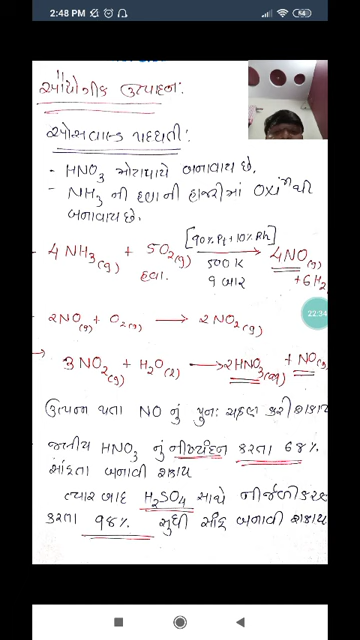 2:48 PM
ઔદ્યોગીક ઉત્પાદન:
ઓસ્વાલ્ડ પદ્ધતી:
- HNO3 મોટાપાયે બનાવાય છે.
- NH3 ની હવાની હાજરીમાં OXI થી
બનાવાય છે.
[90% Pt + 10% Rh]
4NH3(g) + 5O2(g) → 4NO(g)
હવા. 500 K + 6H2
9 બાર
22:34
2NO(g) + O2(g) → 2NO2(g)
→ 3NO2(g) + H2O(l) → 2HNO3(aq) + NO(g)
ઉત્પન્ન થતા NO નું પુન: ચક્રણ કરી શકાય
જલીય HNO3 નું નીસ્યંદન કરતા 68%
સાંદ્રતા બનાવી શકાય
ત્યાર બાદ H2SO4 સાથે નીર્જળીકરણ
કરતા 98% સુધી સાંદ્ર બનાવી શકાય